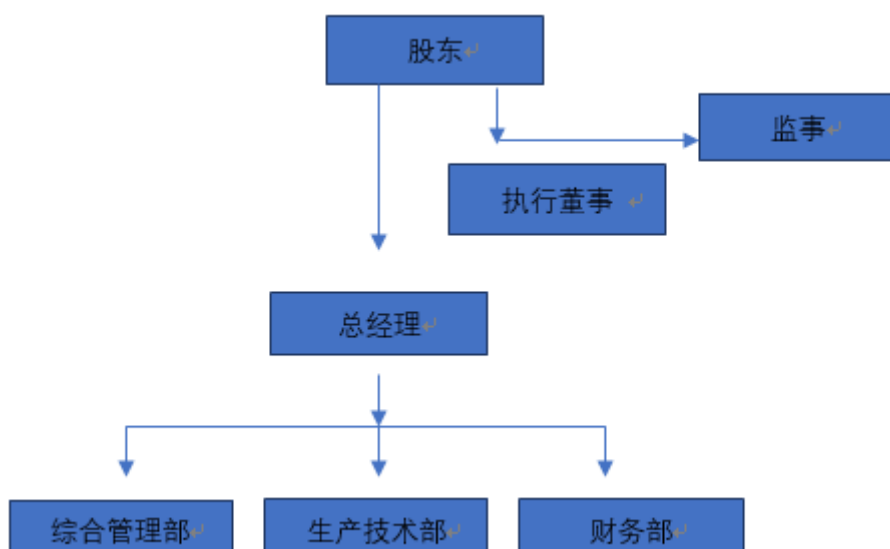 股东
监事
执行董事
总经理
综合管理部
生产技术部
财务部